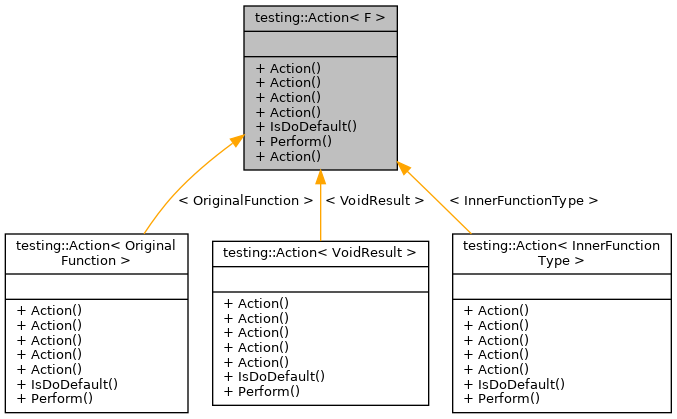 testing::Action< F >
+ Action()
+ Action()
+ Action()
+ Action()
+ IsDoDefault()
+ Perform()
+ Action()
< OriginalFunction >
< VoidResult >
< InnerFunctionType >
testing::Action< Original
Function >
+ Action()
+ Action()
+ Action()
+ Action()
+ Action()
+ IsDoDefault()
+ Perform()
testing::Action< VoidResult >
+ Action()
+ Action()
+ Action()
+ Action()
+ Action()
+ IsDoDefault()
+ Perform()
testing::Action< InnerFunction
Type >
+ Action()
+ Action()
+ Action()
+ Action()
+ Action()
+ IsDoDefault()
+ Perform()